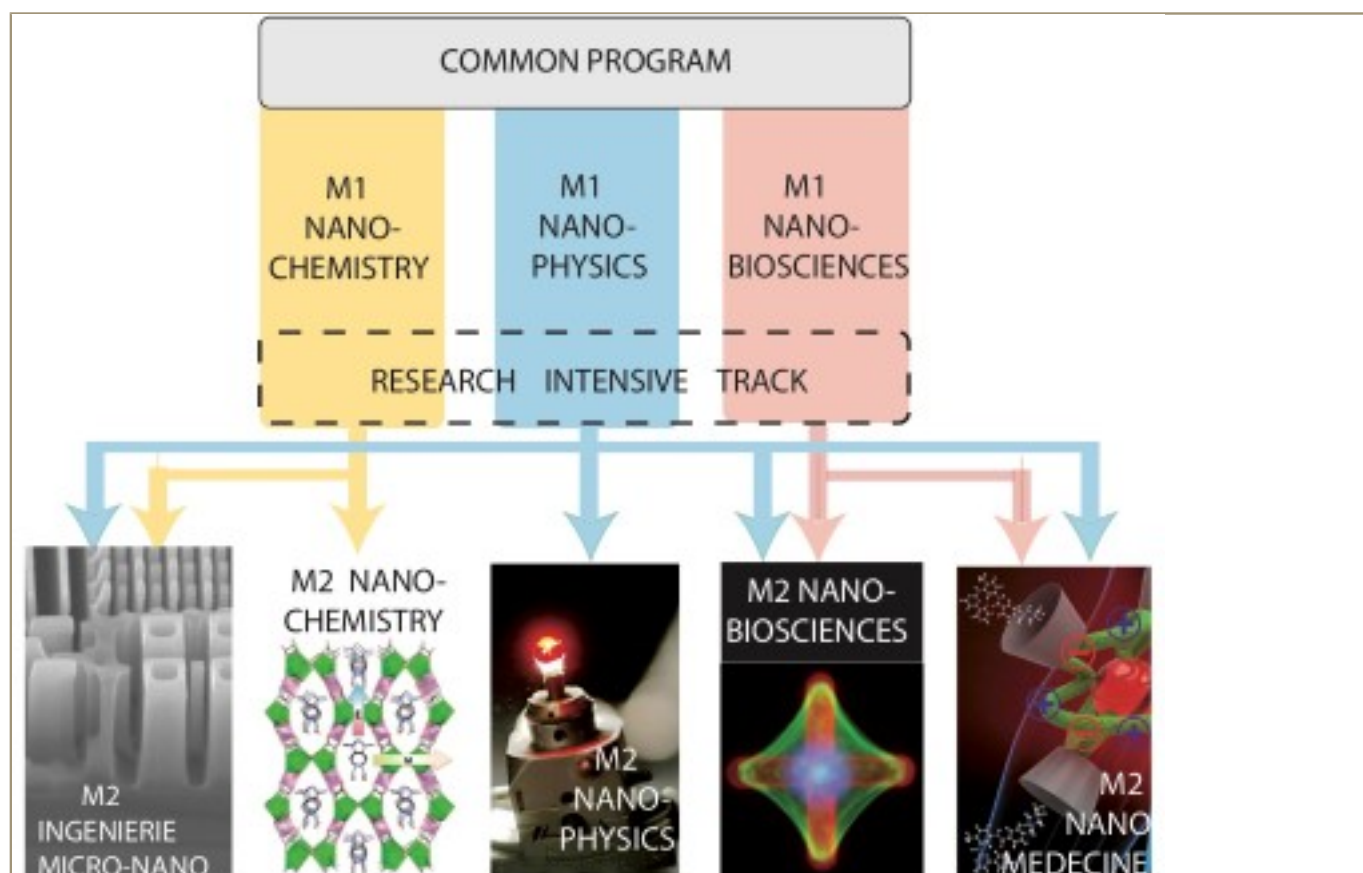 COMMON PROGRAM
M1
NANO-
CHEMISTRY
M1
NANO-
PHYSICS
M1
NANO-
BIOSCIENCES
RESEARCH INTENSIVE TRACK
M2
INGENIERIE
MICRO-NANO
M2 NANO-
CHEMISTRY
M2
NANO-
PHYSICS
M2 NANO-
BIOSCIENCES
M2
NANO
MEDECINE